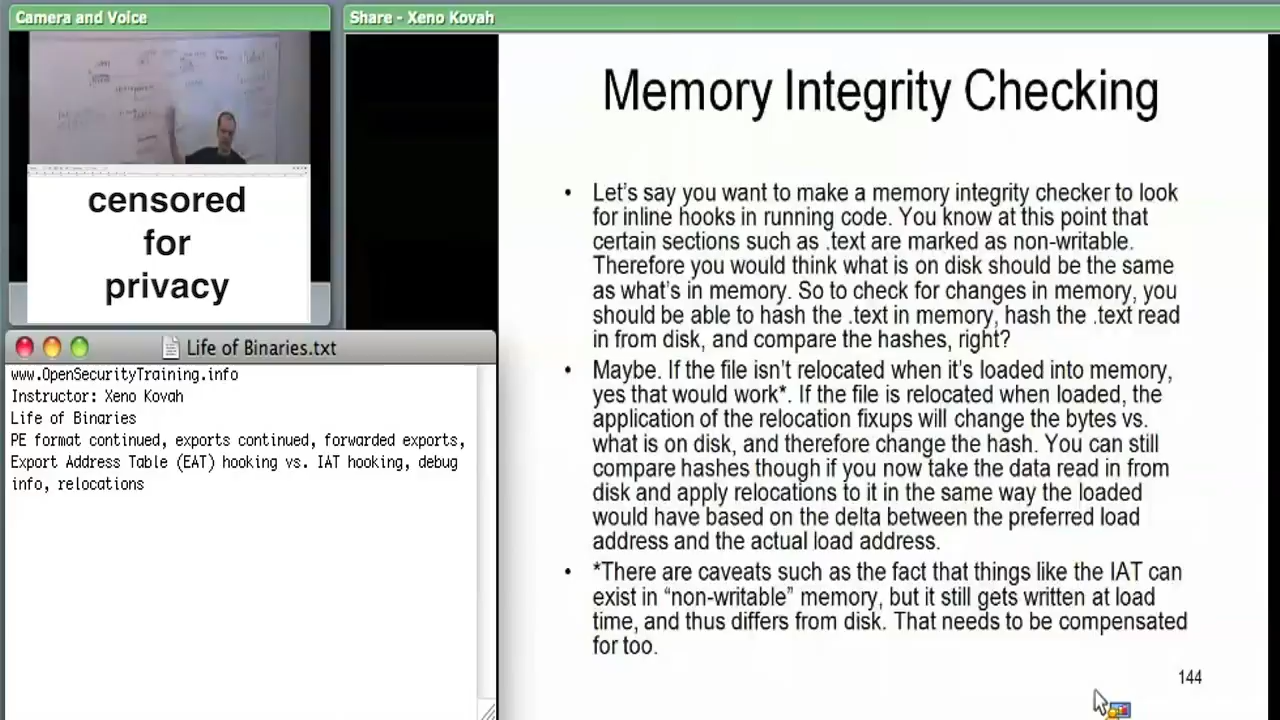 Camera and Voice
Share - Xeno Kovah
censored
for
privacy
Life of Binaries.txt
www.OpenSecurityTraining.info
Instructor: Xeno Kovah
Life of Binaries
PE format continued, exports continued, forwarded exports,
Export Address Table (EAT) hooking vs. IAT hooking, debug
info, relocations
Memory Integrity Checking
• Let's say you want to make a memory integrity checker to look
for inline hooks in running code. You know at this point that
certain sections such as .text are marked as non-writable.
Therefore you would think what is on disk should be the same
as what's in memory. So to check for changes in memory, you
should be able to hash the .text in memory, hash the .text read
in from disk, and compare the hashes, right?
• Maybe. If the file isn't relocated when it's loaded into memory,
yes that would work*. If the file is relocated when loaded, the
application of the relocation fixups will change the bytes vs.
what is on disk, and therefore change the hash. You can still
compare hashes though if you now take the data read in from
disk and apply relocations to it in the same way the loaded
would have based on the delta between the preferred load
address and the actual load address.
• *There are caveats such as the fact that things like the IAT can
exist in “non-writable” memory, but it still gets written at load
time, and thus differs from disk. That needs to be compensated
for too.
144